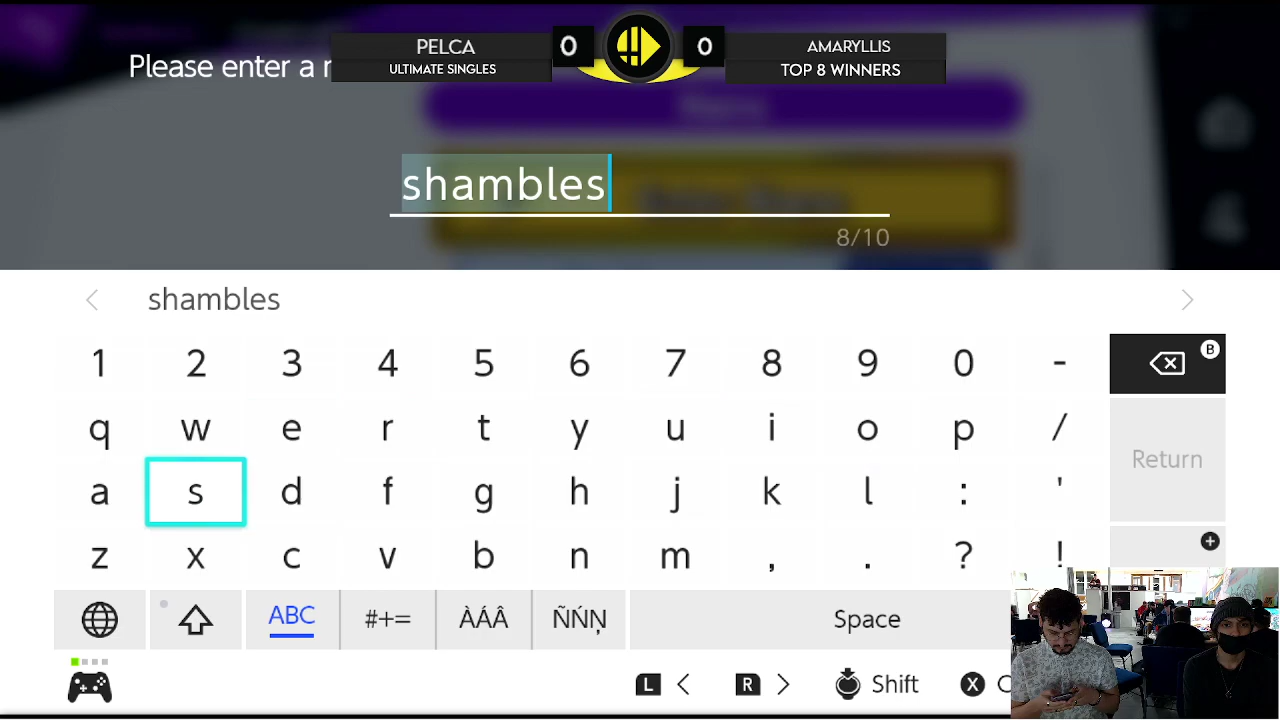 PELCA
ULTIMATE SINGLES
0
0
AMARYLLIS
TOP 8 WINNERS
Please enter a
shambles
8/10
shambles
1 2 3 4 5 6 7 8 9 0 -
B
q w e r t y u i o p /
Return
a s d f g h j k l : '
z x c v b n m , . ? !
ABC #+= ÀÁÂ ÑŃŅ Space
L R Shift X